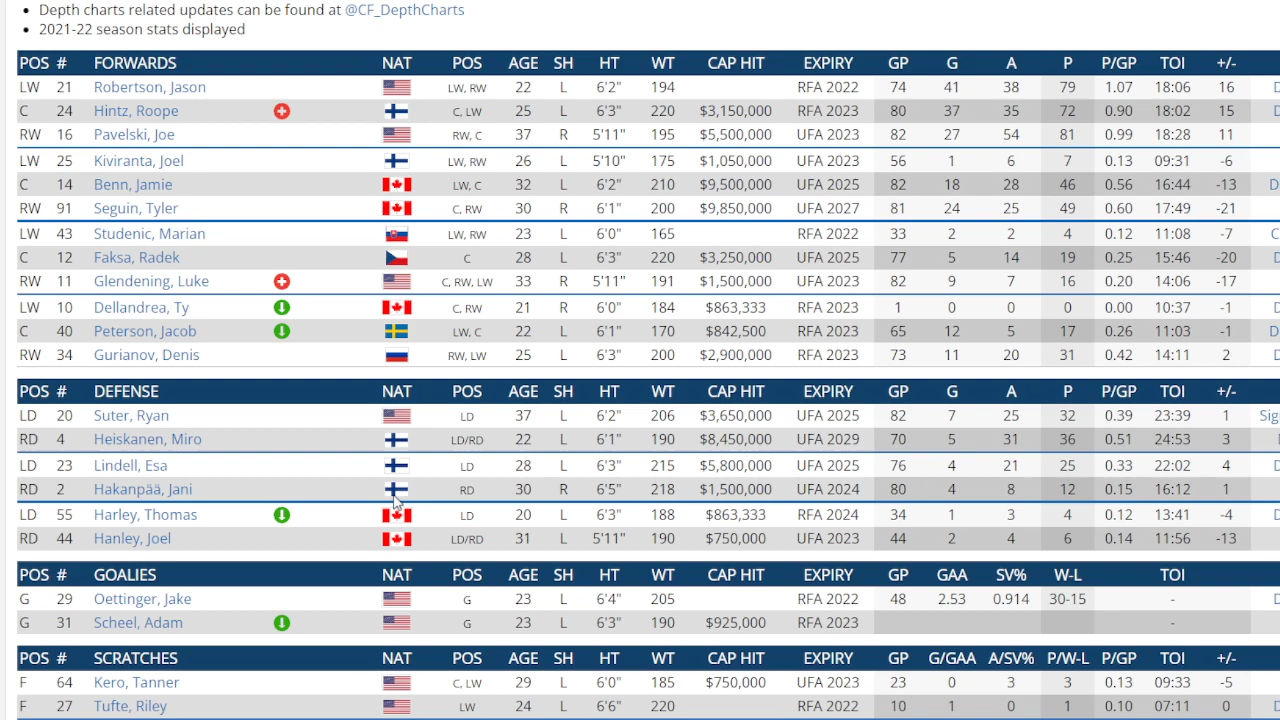 Depth charts related updates can be found at @CF_DepthCharts
2021-22 season stats displayed
POS # FORWARDS NAT POS AGE SH HT WT CAP HIT EXPIRY GP G A P P/GP TOI +/-
LW 21 Robertson, Jason LW, RW 22 L 6'2" 194 RFA 2022 74 41 38 79 1.07 18:06 16
C 24 Hintz, Roope C, LW 25 L 6'3" 220 $3,150,000 RFA 2023 80 37 35 72 0.90 18:02 15
RW 16 Pavelski, Joe RW, C 37 R 5'11" 195 $5,500,000 UFA 2023 82 27 54 81 0.99 18:28 11
LW 25 Kiviranta, Joel LW, RW 26 L 5'10" 175 $1,050,000 UFA 2023 56 1 6 7 0.13 09:31 -6
C 14 Benn, Jamie LW, C 32 L 6'2" 210 $9,500,000 UFA 2025 82 18 28 46 0.56 16:44 -13
RW 91 Seguin, Tyler C, RW 30 R 6'1" 200 $9,850,000 UFA 2027 81 24 25 49 0.60 17:49 -21
LW 43 Studenic, Marian LW, RW 23 L 6'0" 165 RFA 2022 33 2 2 4 0.12 11:08 -7
C 12 Faksa, Radek C 28 L 6'3" 220 $3,250,000 UFA 2025 77 5 14 19 0.25 15:46 -20
RW 11 Glendening, Luke C, RW, LW 33 R 5'11" 191 $1,500,000 UFA 2023 82 9 7 16 0.20 14:06 -17
LW 10 Dellandrea, Ty C, RW 21 R 6'0" 184 $863,333 RFA 2023 1 0 0 0 0.00 10:37 -1
C 40 Peterson, Jacob LW, C 22 L 6'1" 170 $842,500 RFA 2023 65 12 5 17 0.26 11:03 -1
RW 34 Gurianov, Denis RW, LW 25 L 6'3" 200 $2,900,000 RFA 2023 73 11 20 31 0.42 14:11 2
POS # DEFENSE NAT POS AGE SH HT WT CAP HIT EXPIRY GP G A P P/GP TOI +/-
LD 20 Suter, Ryan LD 37 L 6'2" 206 $3,650,000 UFA 2025 82 7 25 32 0.39 23:39 1
RD 4 Heiskanen, Miro LD/RD 22 L 6'1" 190 $8,450,000 UFA 2029 70 5 31 36 0.51 24:53 3
LD 23 Lindell, Esa LD 28 L 6'3" 215 $5,800,000 UFA 2025 76 4 21 25 0.33 22:02 4
RD 2 Hakanpää, Jani RD 30 R 6'5" 218 $1,500,000 UFA 2024 80 4 8 12 0.15 16:12 1
LD 55 Harley, Thomas LD 20 L 6'3" 188 $863,333 RFA 2024 34 1 3 4 0.12 13:41 -4
RD 44 Hanley, Joel LD/RD 31 L 5'11" 190 $750,000 UFA 2023 44 2 4 6 0.14 11:56 -13
POS # GOALIES NAT POS AGE SH HT WT CAP HIT EXPIRY GP GAA SV% W-L TOI
G 29 Oettinger, Jake G 23 L 6'4" 205 RFA 2022 48 2.53 0.914 -
G 31 Scheel, Adam G 23 L 6'3" 190 $925,000 RFA 2023 -
POS # SCRATCHES NAT POS AGE SH HT WT CAP HIT EXPIRY GP G/GAA A/SV% P/W-L P/GP TOI +/-
F 64 Kero, Tanner C, LW 29 L 6'0" 185 $750,000 UFA 2023 23 0 3 3 0.13 -5
F 27 Tufte, Riley LW 24 L 6'6" 10 1 0 1 0.10 07:11 0